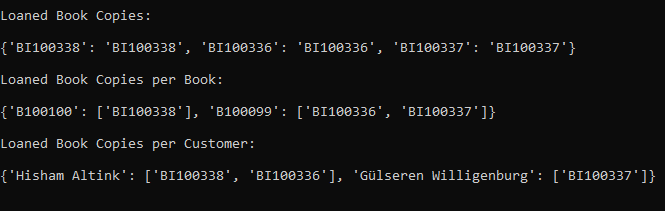 Loaned Book Copies:
{'BI100338': 'BI100338', 'BI100336': 'BI100336', 'BI100337': 'BI100337'}
Loaned Book Copies per Book:
{'B100100': ['BI100338'], 'B100099': ['BI100336', 'BI100337']}
Loaned Book Copies per Customer:
{'Hisham Altink': ['BI100338', 'BI100336'], 'Gülseren Willigenburg': ['BI100337']}